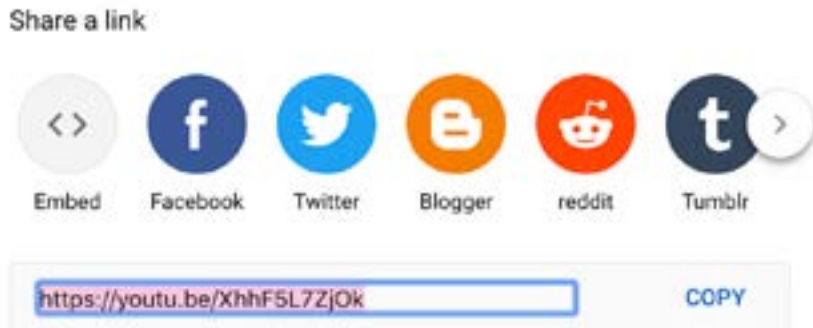 Share a link
Embed Facebook Twitter Blogger reddit Tumblr
https://youtu.be/XhhF5L7ZjOk COPY